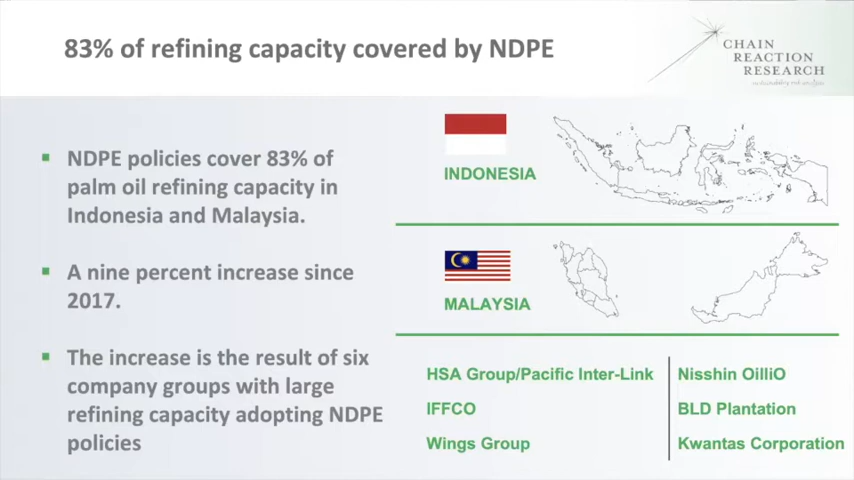 83% of refining capacity covered by NDPE
CHAIN
REACTION
RESEARCH
NDPE policies cover 83% of
palm oil refining capacity in
Indonesia and Malaysia.
A nine percent increase since
2017.
The increase is the result of six
company groups with large
refining capacity adopting NDPE
policies
INDONESIA
MALAYSIA
HSA Group/Pacific Inter-Link
IFFCO
Wings Group
Nisshin OilliO
BLD Plantation
Kwantas Corporation